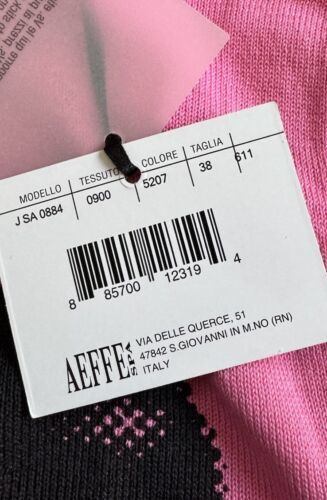 MODELLO TESSUTO COLORE TAGLIA 611
J SA 0884 0900 5207 38
8 85700 12319 4
AEFFE SPA
VIA DELLE QUERCE, 51
47842 S.GIOVANNI IN M.NO (RN)
ITALY